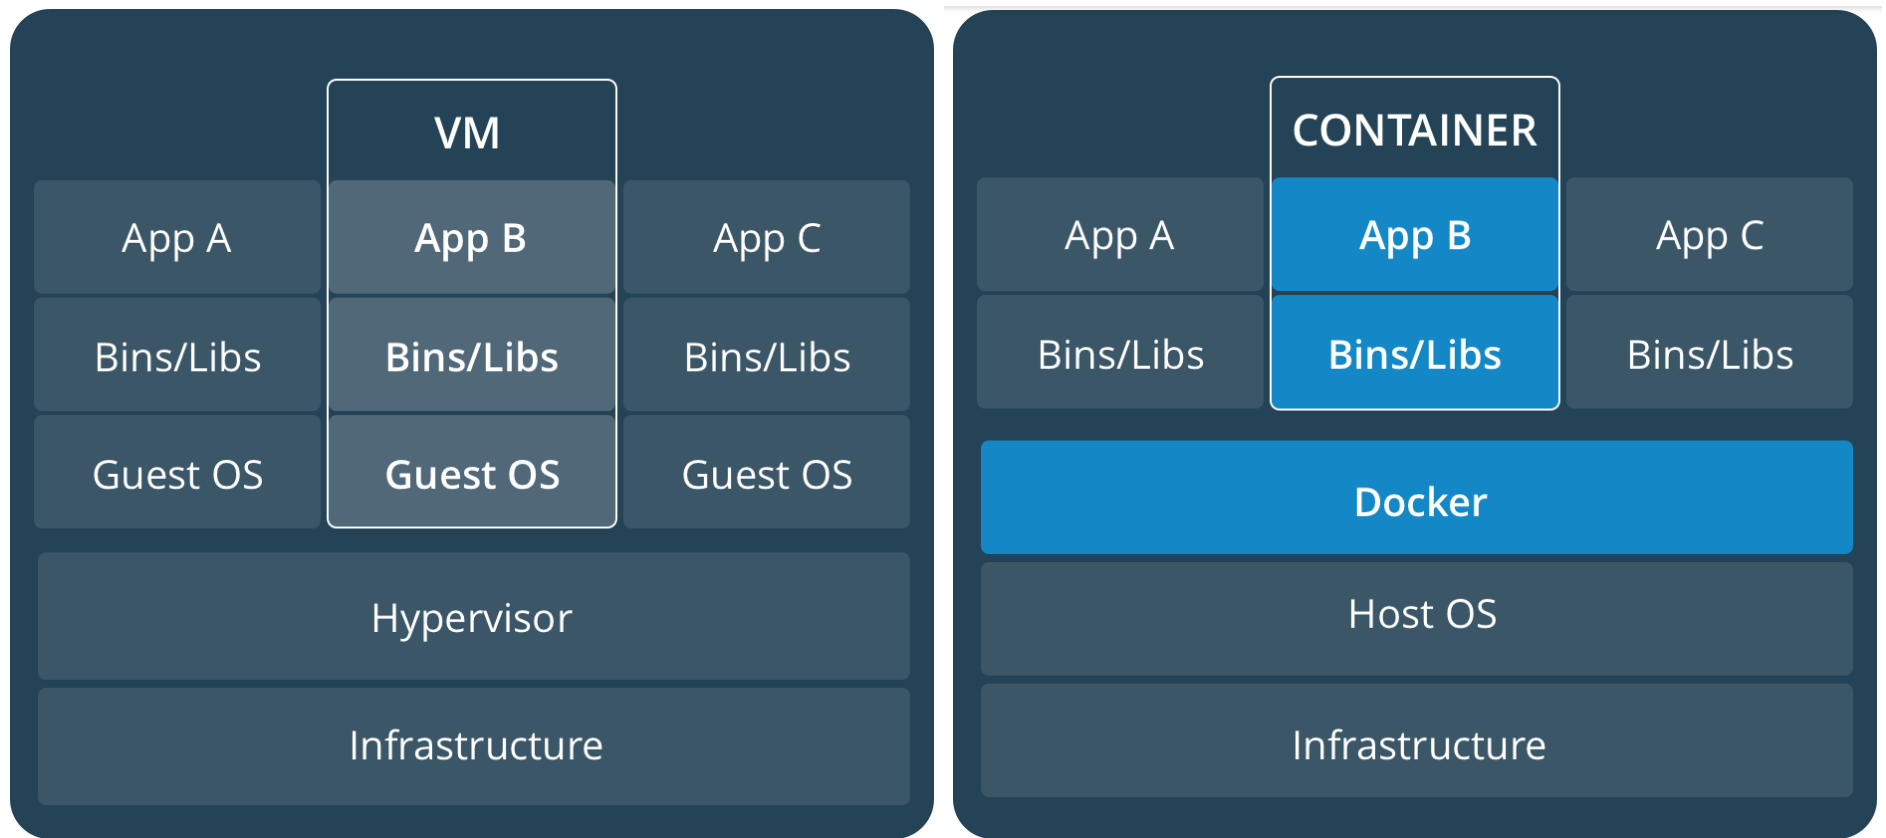 VM
App A
App B
App C
Bins/Libs
Bins/Libs
Bins/Libs
Guest OS
Guest OS
Guest OS
Hypervisor
Infrastructure
CONTAINER
App A
App B
App C
Bins/Libs
Bins/Libs
Bins/Libs
Docker
Host OS
Infrastructure